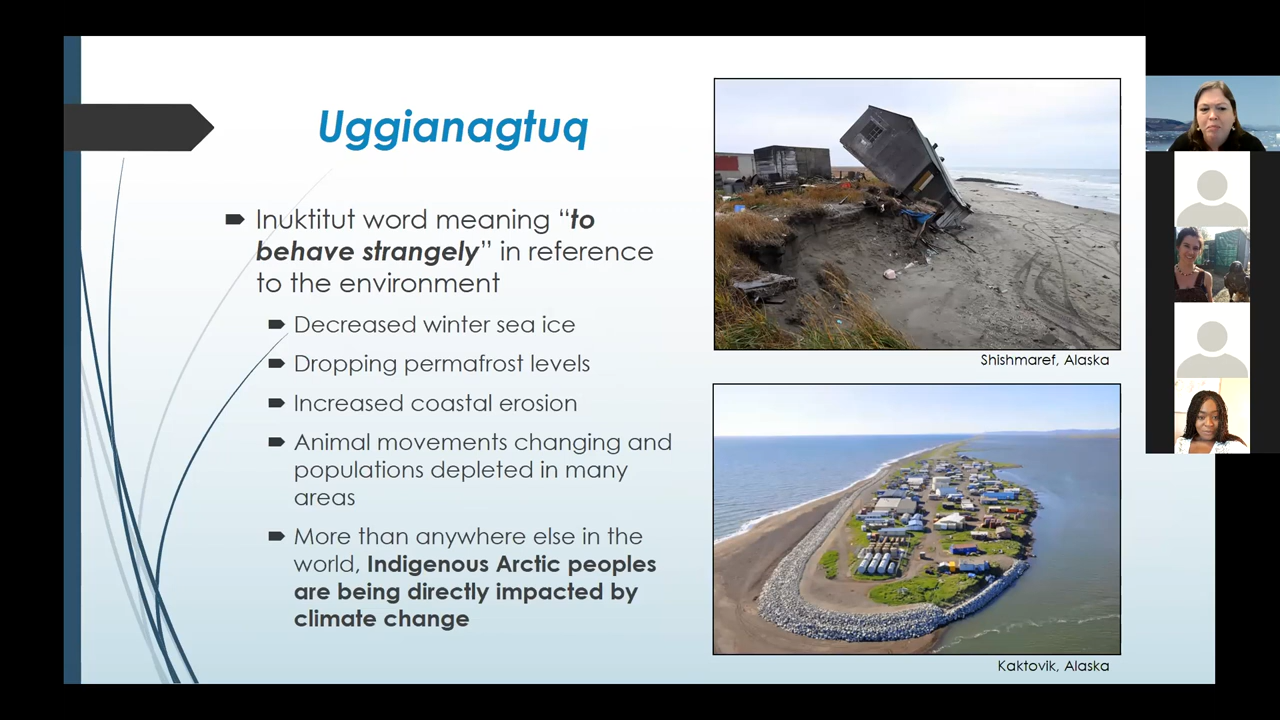 Uggianagtuq
Inuktitut word meaning “to
behave strangely” in reference
to the environment
Decreased winter sea ice
Dropping permafrost levels
Increased coastal erosion
Animal movements changing and
populations depleted in many
areas
More than anywhere else in the
world, Indigenous Arctic peoples
are being directly impacted by
climate change
Shishmaref, Alaska
Kaktovik, Alaska